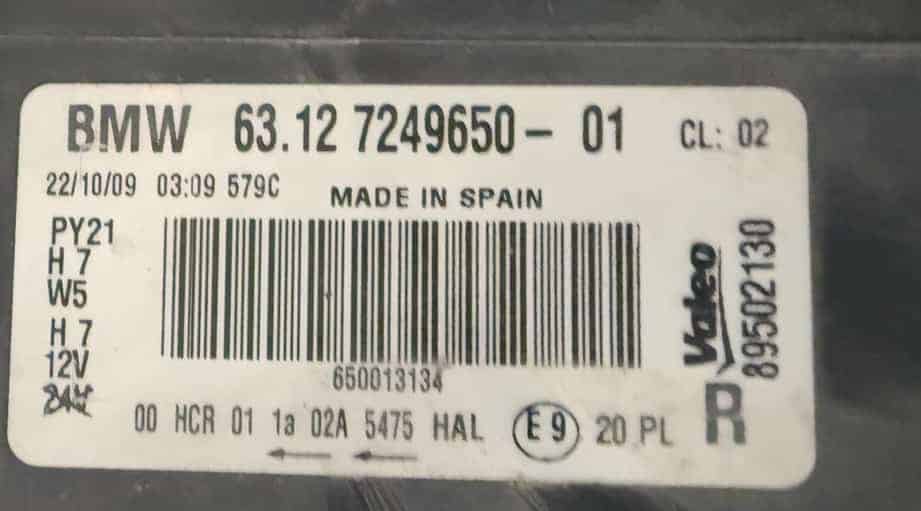 BMW 63.12 7249650 - 01 CL: 02
22/10/09 03:09 579C
MADE IN SPAIN
PY21
H 7
W5
H 7
12V
24V
650013134
00 HCR 01 1a 02A 5475 HAL E9 20 PL
Valeo
89502130
R